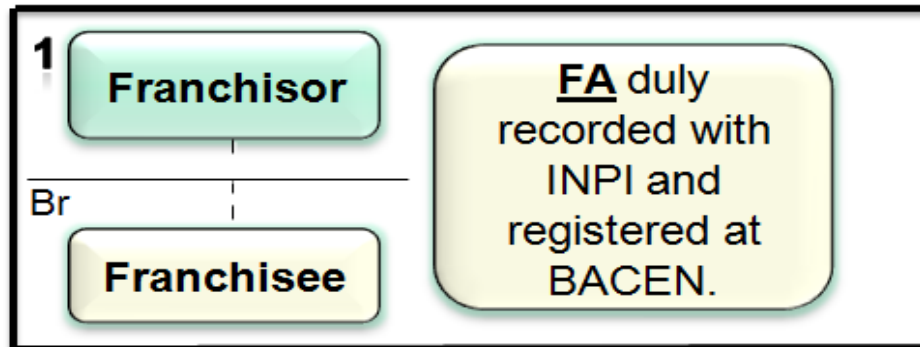 1
Franchisor
Br
Franchisee
FA duly
recorded with
INPI and
registered at
BACEN.